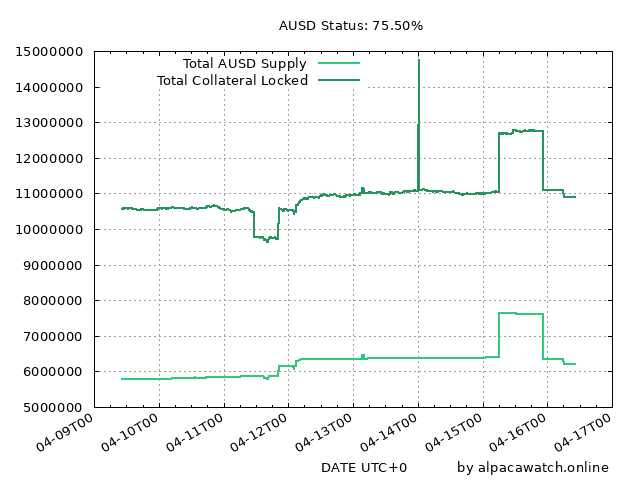 AUSD Status: 75.50%
15000000
14000000
13000000
12000000
11000000
10000000
9000000
8000000
7000000
6000000
5000000
Total AUSD Supply
Total Collateral Locked
04-09T00 04-10T00 04-11T00 04-12T00 04-13T00 04-14T00 04-15T00 04-16T00 04-17T00
DATE UTC+0 by alpacawatch.online